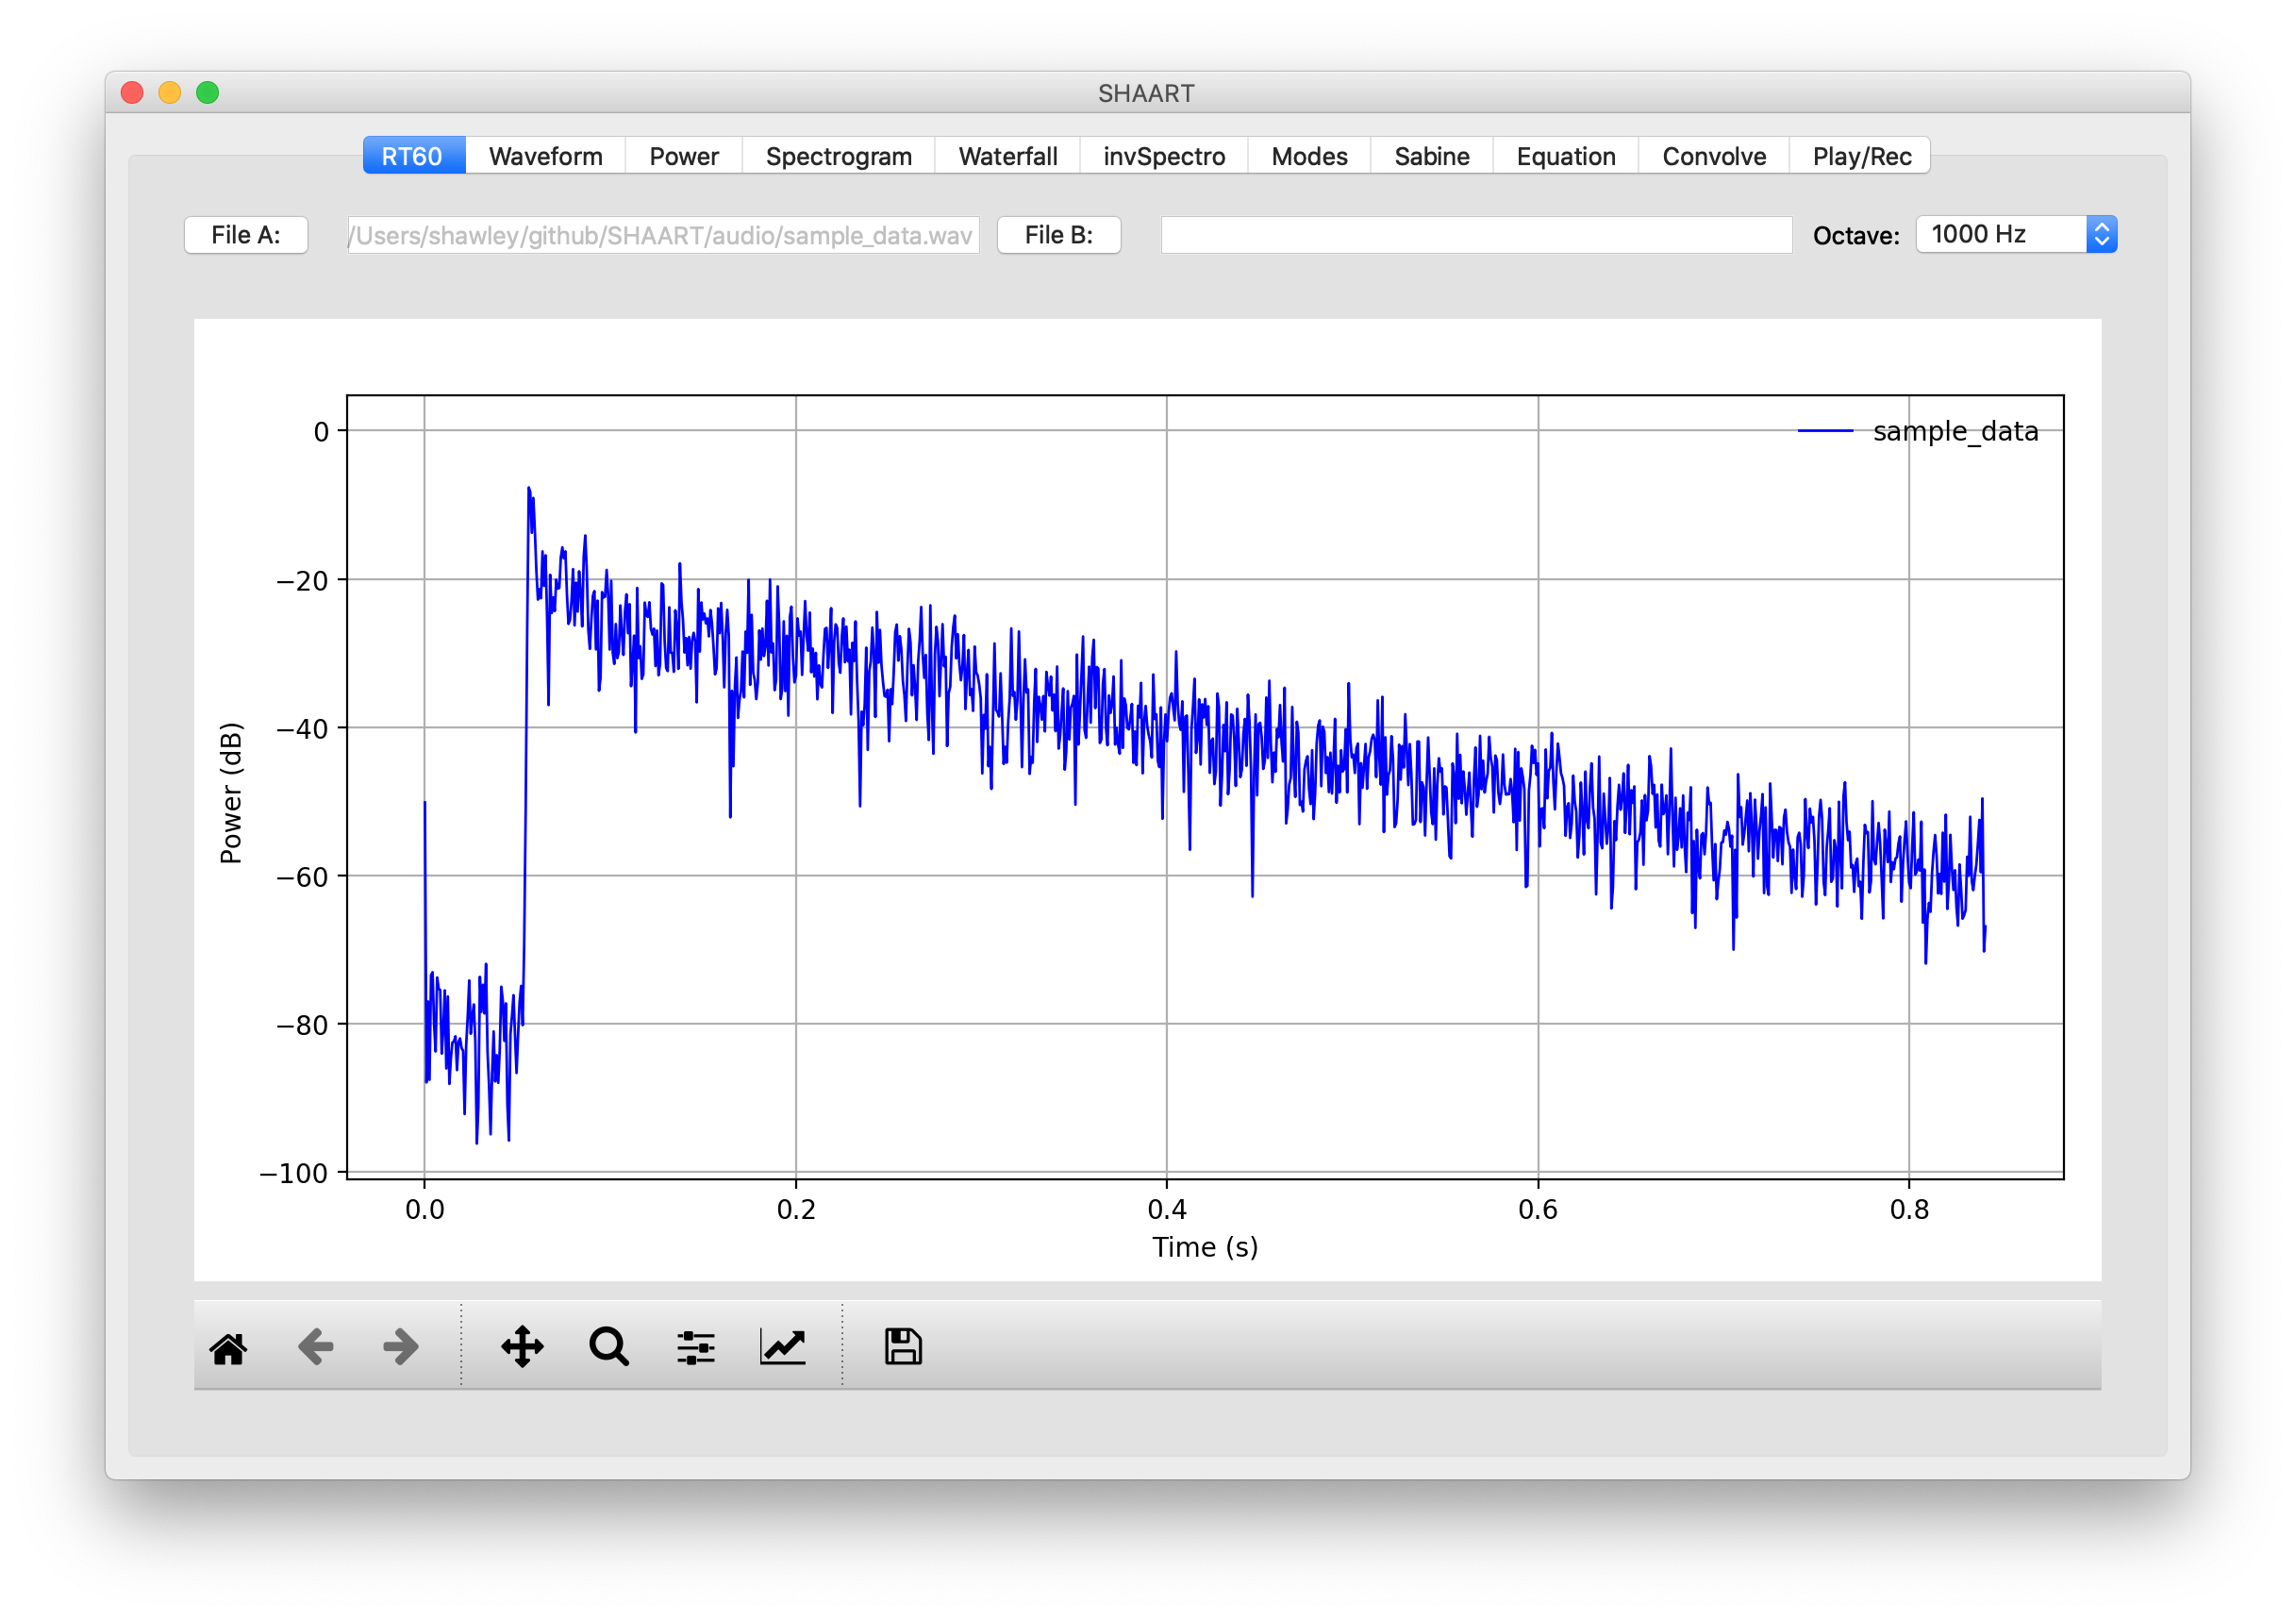 SHAART
RT60 Waveform Power Spectrogram Waterfall invSpectro Modes Sabine Equation Convolve Play/Rec
File A: /Users/shawley/github/SHAART/audio/sample_data.wav File B: Octave: 1000 Hz
sample_data
0
−20
−40
−60
−80
−100
Power (dB)
0.0 0.2 0.4 0.6 0.8
Time (s)